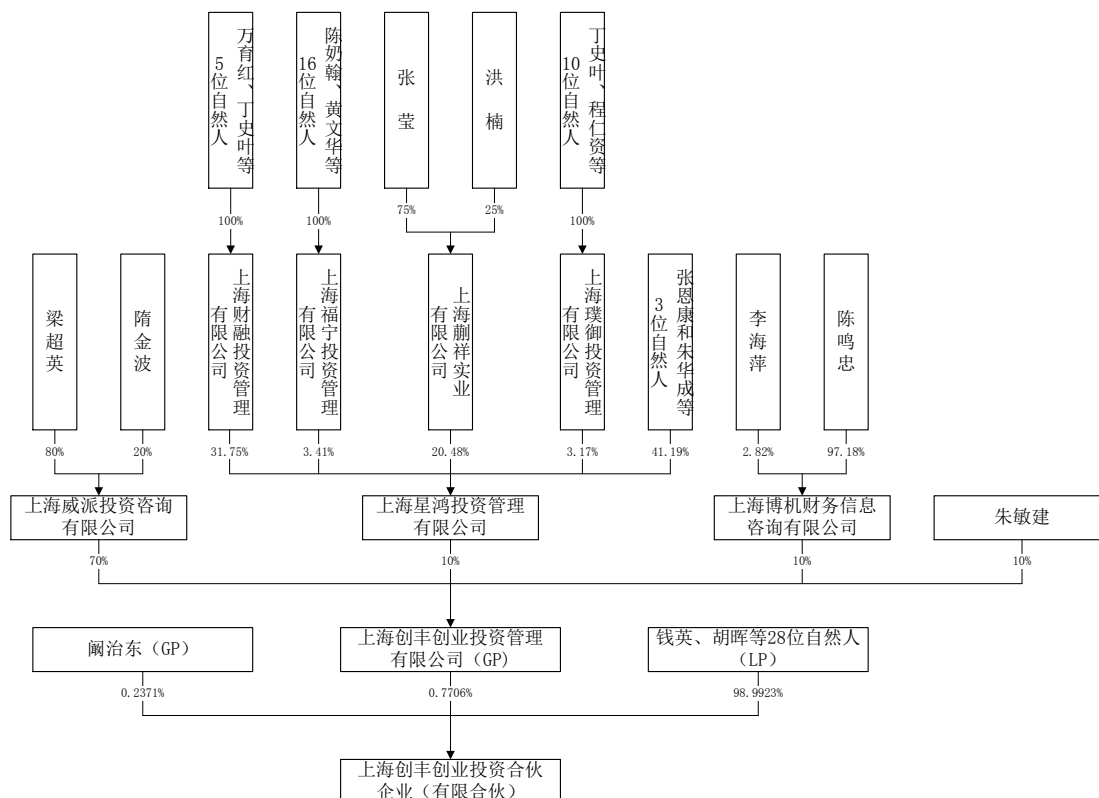 万育红、丁史叶等
5位自然人
陈奶翰、黄文华等
16位自然人
张莹
洪楠
丁史叶、程仁资等
10位自然人
100%
100%
75%
25%
100%
梁超英
隋金波
上海财融投资管理
有限公司
上海福宁投资管理
有限公司
上海蒯祥实业
有限公司
上海璞御投资管理
有限公司
张恩康和朱华成等
3位自然人
李海萍
陈鸣忠
80%
20%
31.75%
3.41%
20.48%
3.17%
41.19%
2.82%
97.18%
上海威派投资咨询
有限公司
上海星鸿投资管理
有限公司
上海博机财务信息
咨询有限公司
朱敏建
70%
10%
10%
10%
阚治东（GP）
上海创丰创业投资管理
有限公司（GP)
钱英、胡晖等28位自然人
（LP）
0.2371%
0.7706%
98.9923%
上海创丰创业投资合伙
企业（有限合伙）